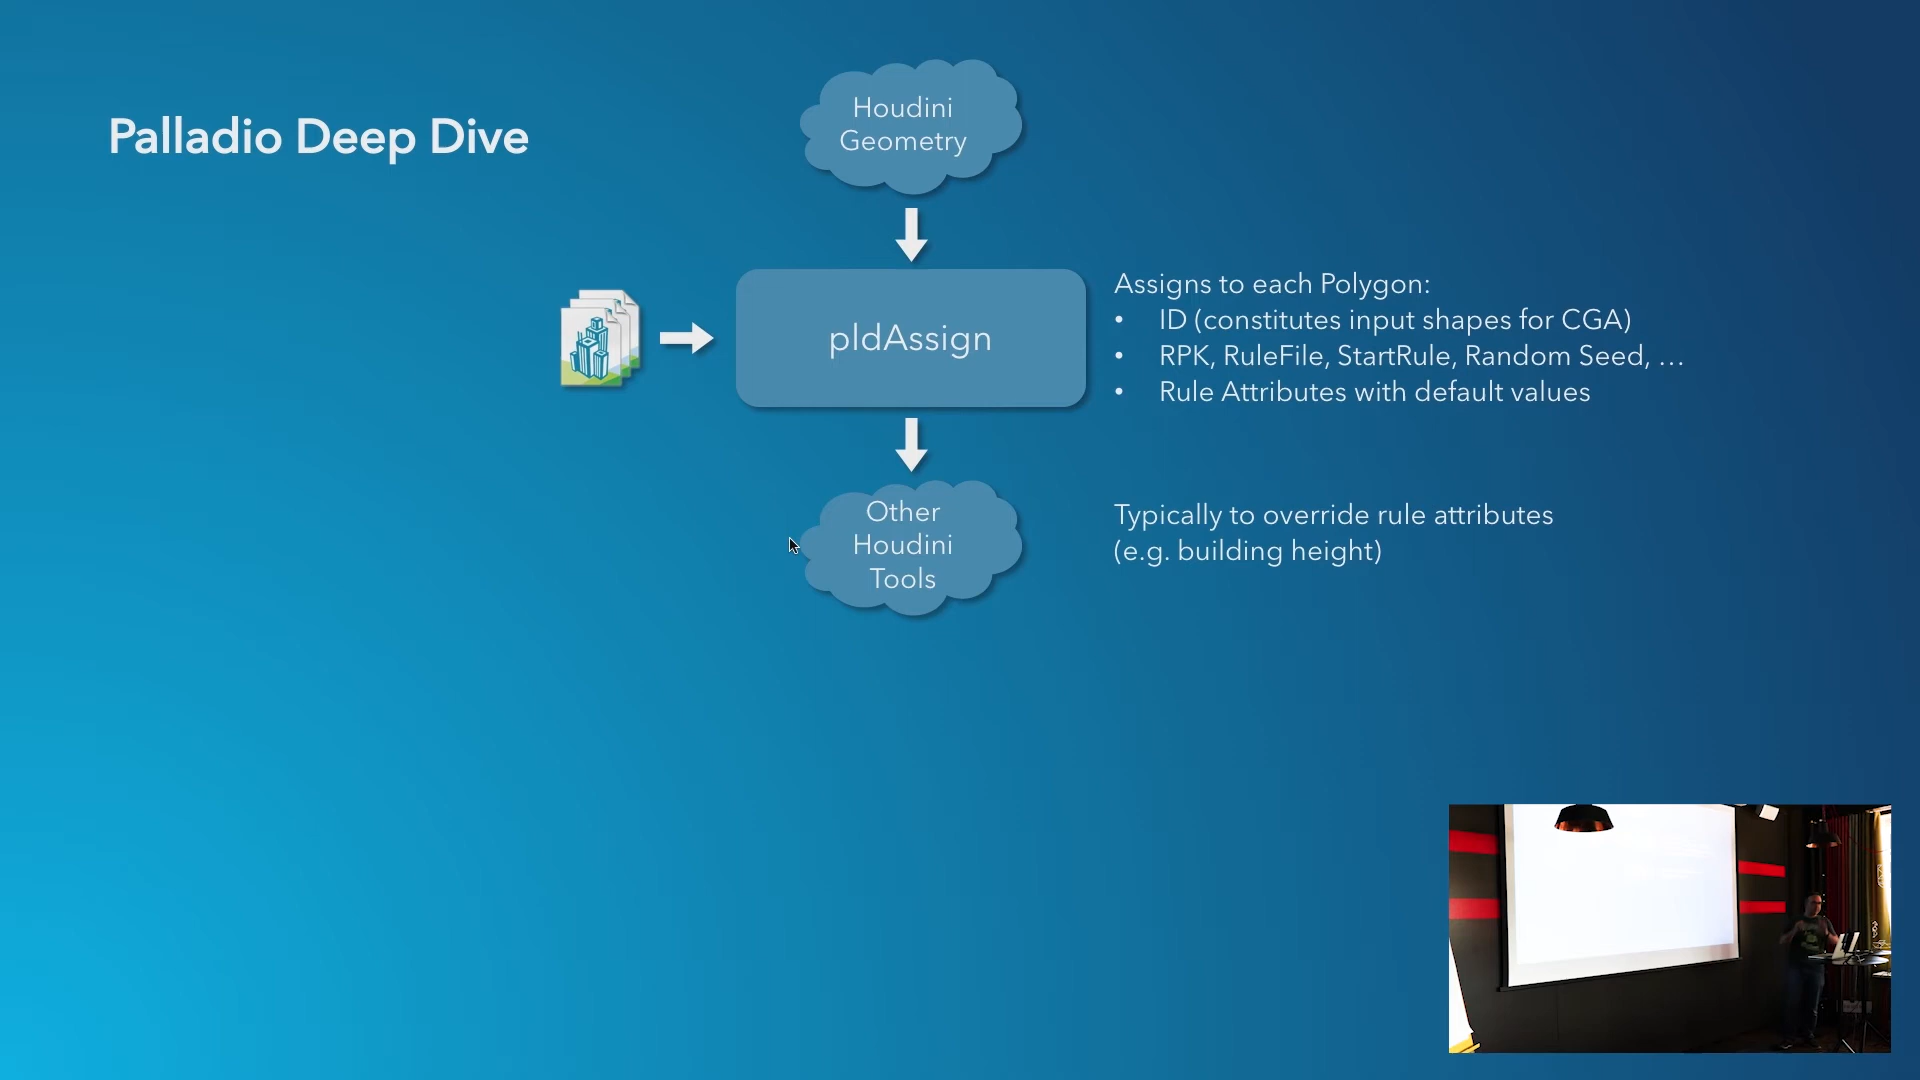 Palladio Deep Dive
Houdini
Geometry
pldAssign
Assigns to each Polygon:
• ID (constitutes input shapes for CGA)
• RPK, RuleFile, StartRule, Random Seed, …
• Rule Attributes with default values
Other
Houdini
Tools
Typically to override rule attributes
(e.g. building height)